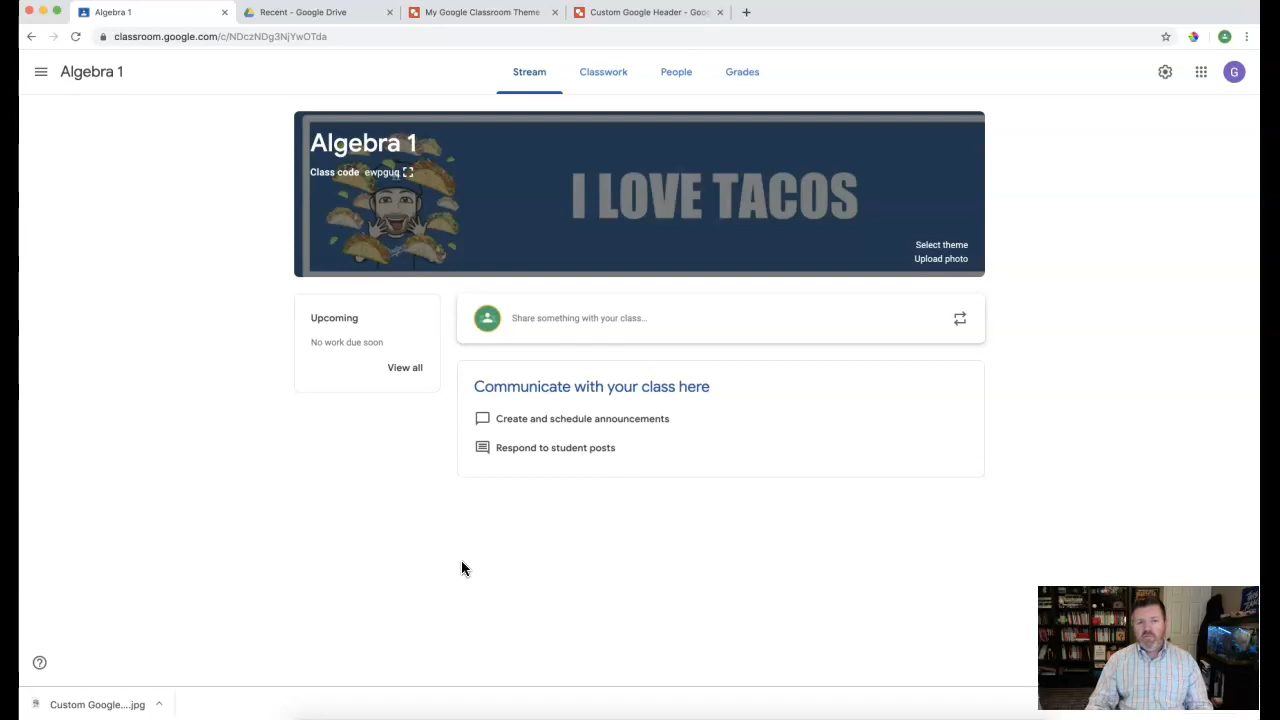 Algebra 1
Recent - Google Drive
My Google Classroom Theme
Custom Google Header - Goo
classroom.google.com/c/NDczNDg3NjYwOTda
Algebra 1
Stream
Classwork
People
Grades
G
Algebra 1
Class code ewpguq
I LOVE TACOS
Select theme
Upload photo
Upcoming
No work due soon
View all
Share something with your class...
Communicate with your class here
Create and schedule announcements
Respond to student posts
Custom Google....jpg